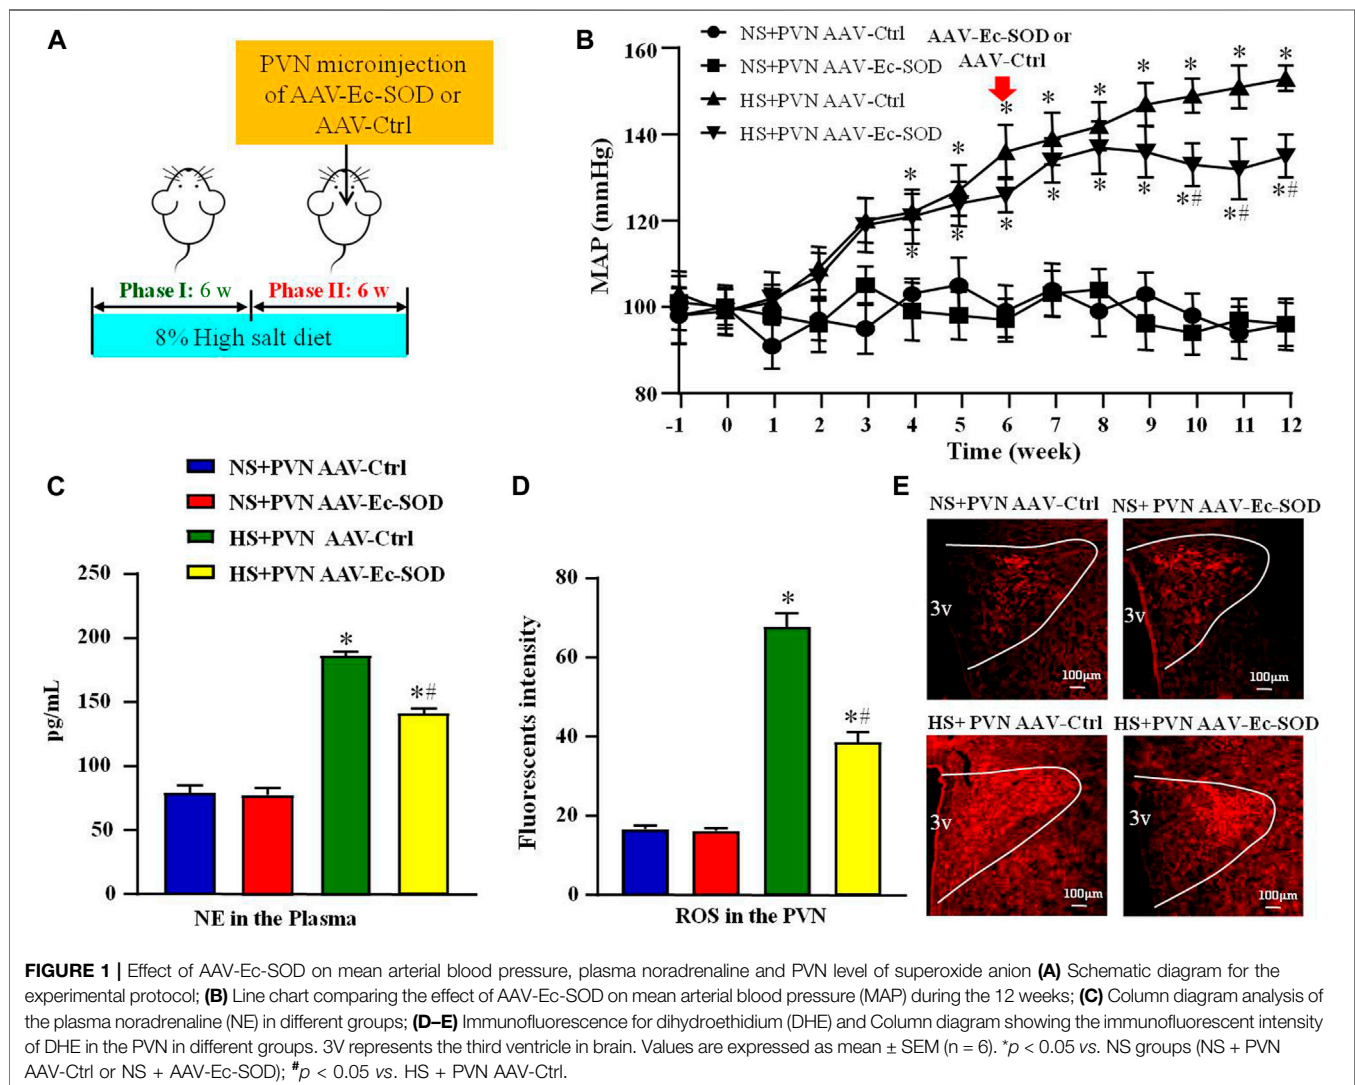 A
PVN microinjection
of AAV-Ec-SOD or
AAV-Ctrl
Phase I: 6 w
Phase II: 6 w
8% High salt diet
B
NS+PVN AAV-Ctrl
NS+PVN AAV-Ec-SOD
HS+PVN AAV-Ctrl
HS+PVN AAV-Ec-SOD
AAV-Ec-SOD or
AAV-Ctrl
MAP (mmHg)
160
140
120
100
80
* * * * * * * * *
* * * * * * *# *# *#
-1 0 1 2 3 4 5 6 7 8 9 10 11 12
Time (week)
C
NS+PVN AAV-Ctrl
NS+PVN AAV-Ec-SOD
HS+PVN AAV-Ctrl
HS+PVN AAV-Ec-SOD
pg/mL
250
200
150
100
50
0
*
*#
NE in the Plasma
D
Fluorescents intensity
80
60
40
20
0
*
*#
ROS in the PVN
E
NS+PVN AAV-Ctrl
3v
100μm
NS+ PVN AAV-Ec-SOD
3v
100μm
HS+ PVN AAV-Ctrl
3v
100μm
HS+PVN AAV-Ec-SOD
3v
100μm
FIGURE 1 | Effect of AAV-Ec-SOD on mean arterial blood pressure, plasma noradrenaline and PVN level of superoxide anion (A) Schematic diagram for the
experimental protocol; (B) Line chart comparing the effect of AAV-Ec-SOD on mean arterial blood pressure (MAP) during the 12 weeks; (C) Column diagram analysis of
the plasma noradrenaline (NE) in different groups; (D–E) Immunofluorescence for dihydroethidium (DHE) and Column diagram showing the immunofluorescent intensity
of DHE in the PVN in different groups. 3V represents the third ventricle in brain. Values are expressed as mean ± SEM (n = 6). *p < 0.05 vs. NS groups (NS + PVN
AAV-Ctrl or NS + AAV-Ec-SOD); #p < 0.05 vs. HS + PVN AAV-Ctrl.